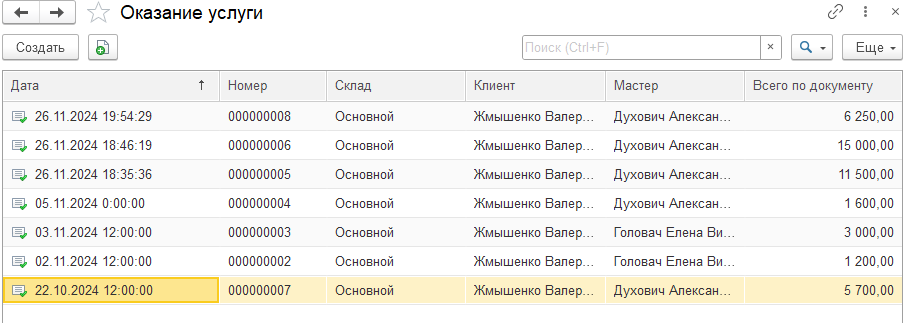 Оказание услуги
Создать Поиск (Ctrl+F) × Еще
Дата ↑ Номер Склад Клиент Мастер Всего по документу
26.11.2024 19:54:29 000000008 Основной Жмышенко Валер... Духович Алексан... 6 250,00
26.11.2024 18:46:19 000000006 Основной Жмышенко Валер... Духович Алексан... 15 000,00
26.11.2024 18:35:36 000000005 Основной Жмышенко Валер... Духович Алексан... 11 500,00
05.11.2024 0:00:00 000000004 Основной Жмышенко Валер... Духович Алексан... 1 600,00
03.11.2024 12:00:00 000000003 Основной Жмышенко Валер... Головач Елена Ви... 3 000,00
02.11.2024 12:00:00 000000002 Основной Жмышенко Валер... Головач Елена Ви... 1 200,00
22.10.2024 12:00:00 000000007 Основной Жмышенко Валер... Духович Алексан... 5 700,00